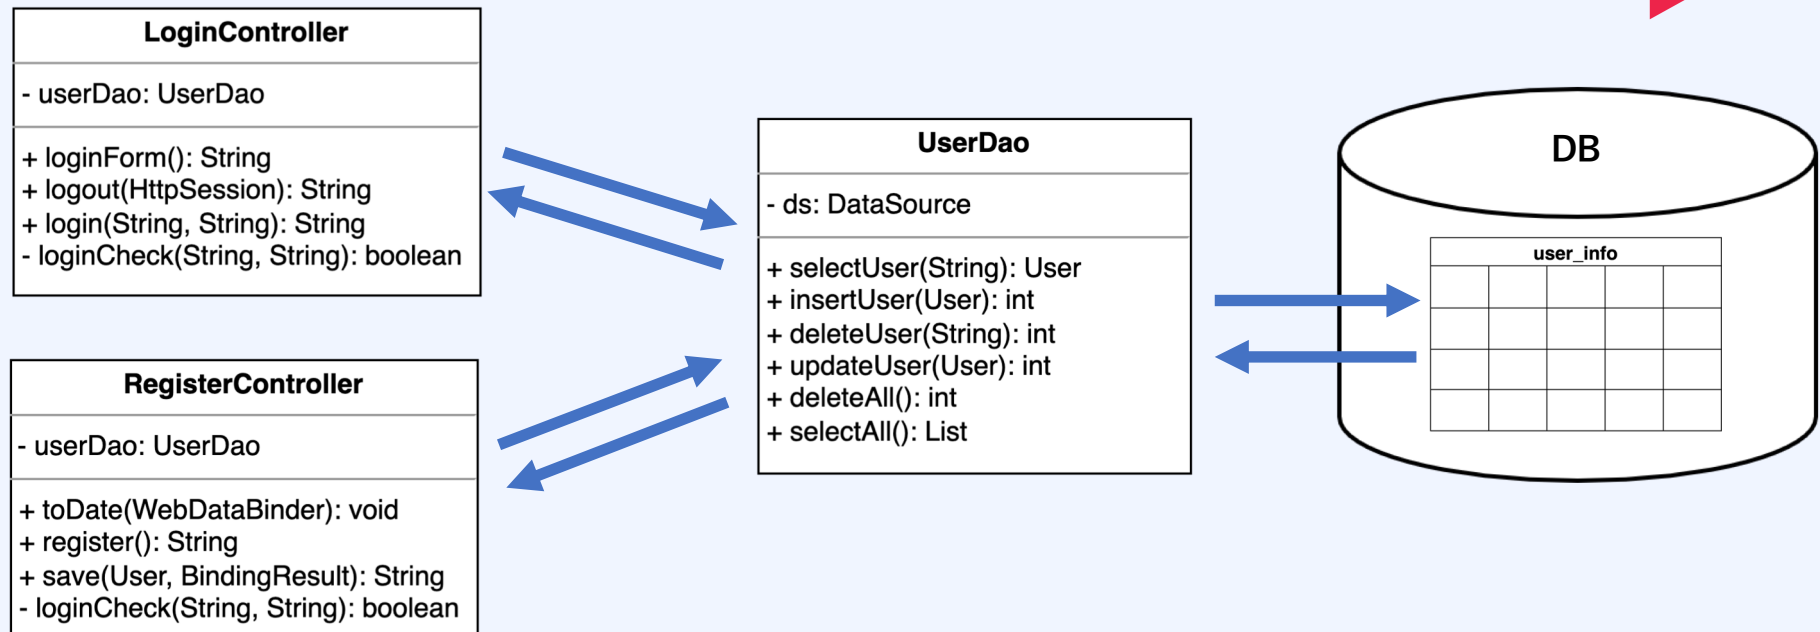 LoginController
- userDao: UserDao
+ loginForm(): String
+ logout(HttpSession): String
+ login(String, String): String
- loginCheck(String, String): boolean
RegisterController
- userDao: UserDao
+ toDate(WebDataBinder): void
+ register(): String
+ save(User, BindingResult): String
- loginCheck(String, String): boolean
UserDao
- ds: DataSource
+ selectUser(String): User
+ insertUser(User): int
+ deleteUser(String): int
+ updateUser(User): int
+ deleteAll(): int
+ selectAll(): List
DB
user_info